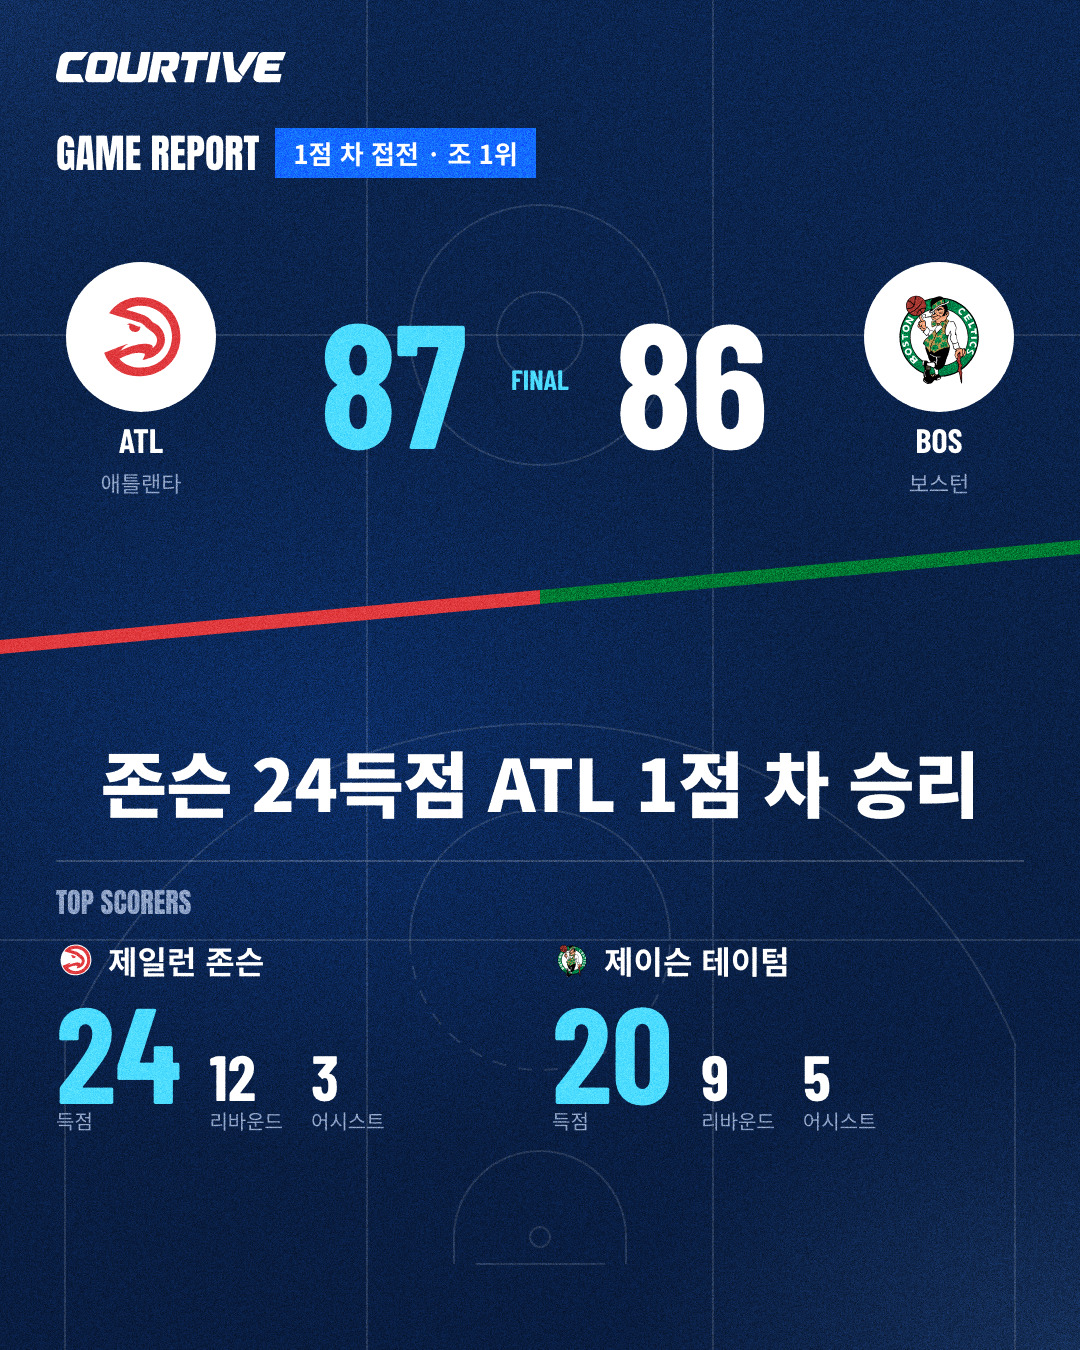 COURTIVE
GAME REPORT 1점 차 접전 · 조 1위
87 FINAL 86
BOSTON CELTICS
ATL BOS
애틀랜타 보스턴
존슨 24득점 ATL 1점 차 승리
TOP SCORERS
제일런 존슨 제이슨 테이텀
24 12 3 20 9 5
득점 리바운드 어시스트 득점 리바운드 어시스트